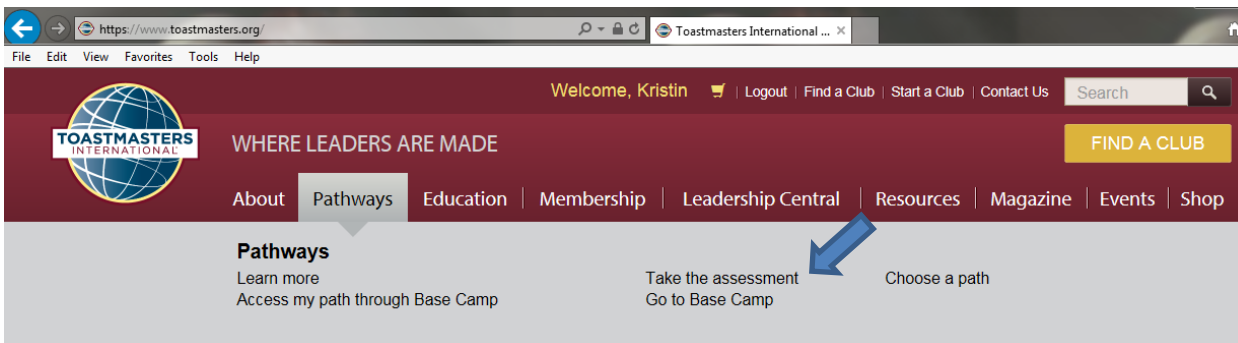 https://www.toastmasters.org/
Toastmasters International ...
File Edit View Favorites Tools Help
Welcome, Kristin | Logout | Find a Club | Start a Club | Contact Us Search
TOASTMASTERS
INTERNATIONAL
WHERE LEADERS ARE MADE
FIND A CLUB
About Pathways Education | Membership | Leadership Central | Resources | Magazine | Events | Shop
Pathways
Learn more Take the assessment Choose a path
Access my path through Base Camp Go to Base Camp